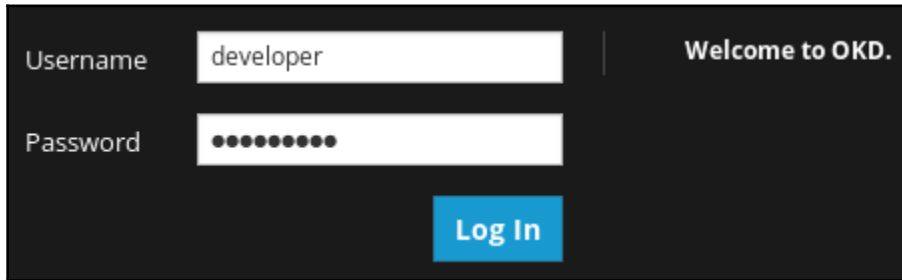 Username
developer
Welcome to OKD.
Password
•••••••••
Log In